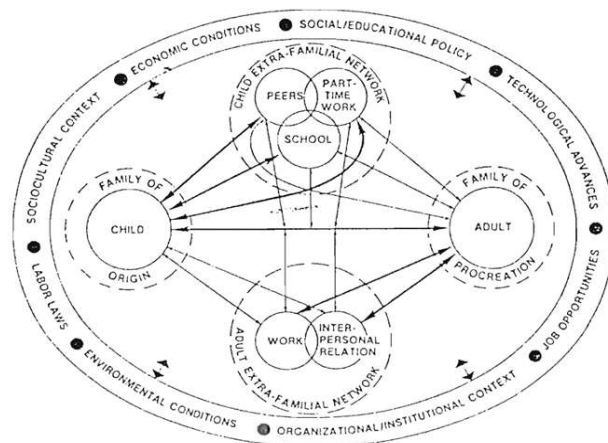 SOCIAL/EDUCATIONAL POLICY
ECONOMIC CONDITIONS
TECHNOLOGICAL ADVANCES
SOCIOCULTURAL CONTEXT
CHILD EXTRA-FAMILIAL NETWORK
PEERS
PART-
TIME
WORK
SCHOOL
FAMILY OF
CHILD
ORIGIN
FAMILY OF
ADULT
PROCREATION
WORK
INTER-
PERSONAL
RELATION
ADULT EXTRA-FAMILIAL NETWORK
LABOR LAWS
JOB OPPORTUNITIES
ENVIRONMENTAL CONDITIONS
ORGANIZATIONAL/INSTITUTIONAL CONTEXT